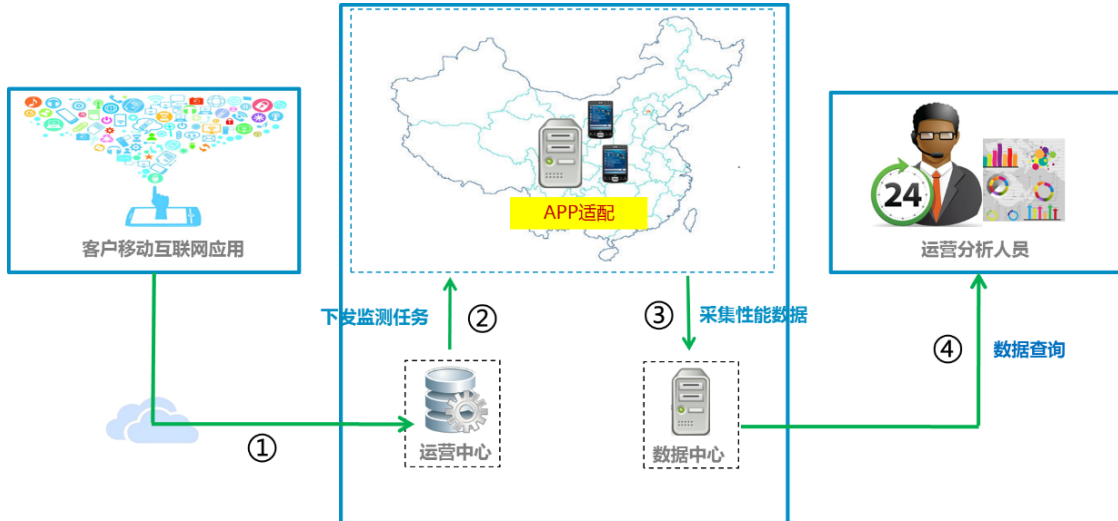 APP适配
24
客户移动互联网应用
运营分析人员
下发监测任务
②
③
采集性能数据
④
数据查询
①
运营中心
数据中心